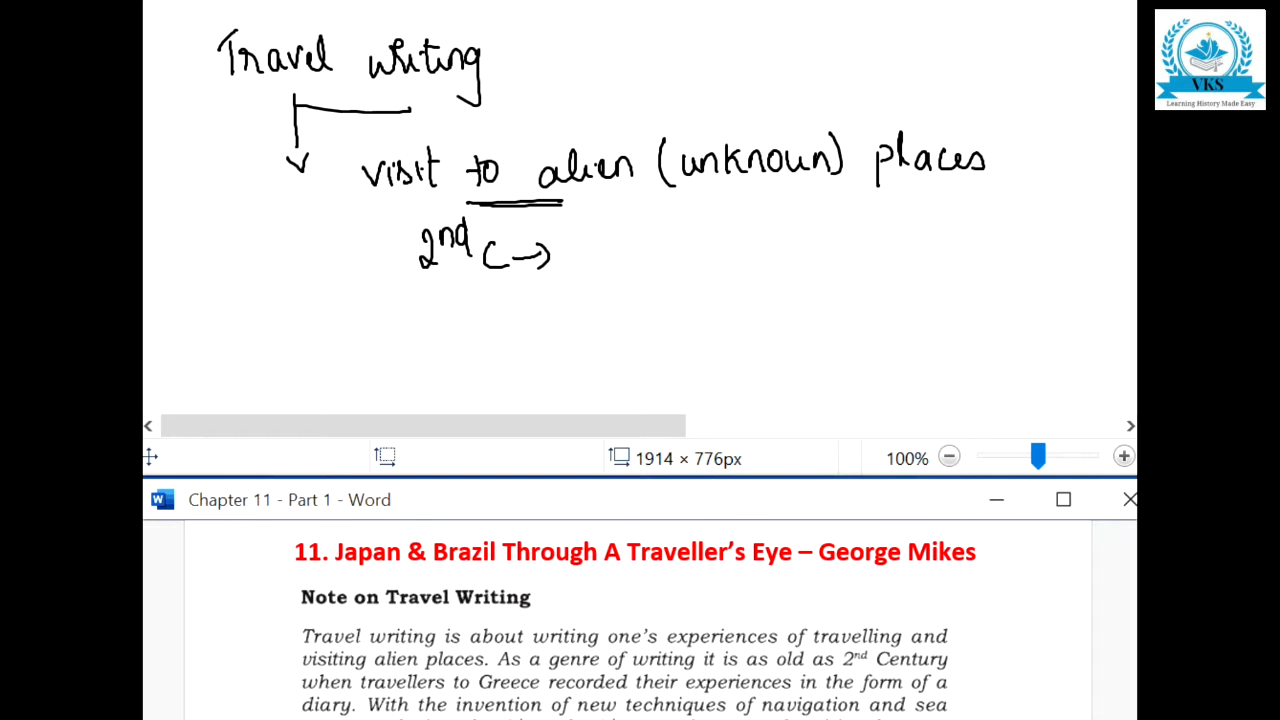 Travel writing
visit to alien (unknoun) places
2nd C →
VKS
Learning History Made Easy
1914 × 776px
100%
Chapter 11 - Part 1 - Word
11. Japan & Brazil Through A Traveller's Eye – George Mikes
Note on Travel Writing
Travel writing is about writing one's experiences of travelling and
visiting alien places. As a genre of writing it is as old as 2nd Century
when travellers to Greece recorded their experiences in the form of a
diary. With the invention of new techniques of navigation and sea